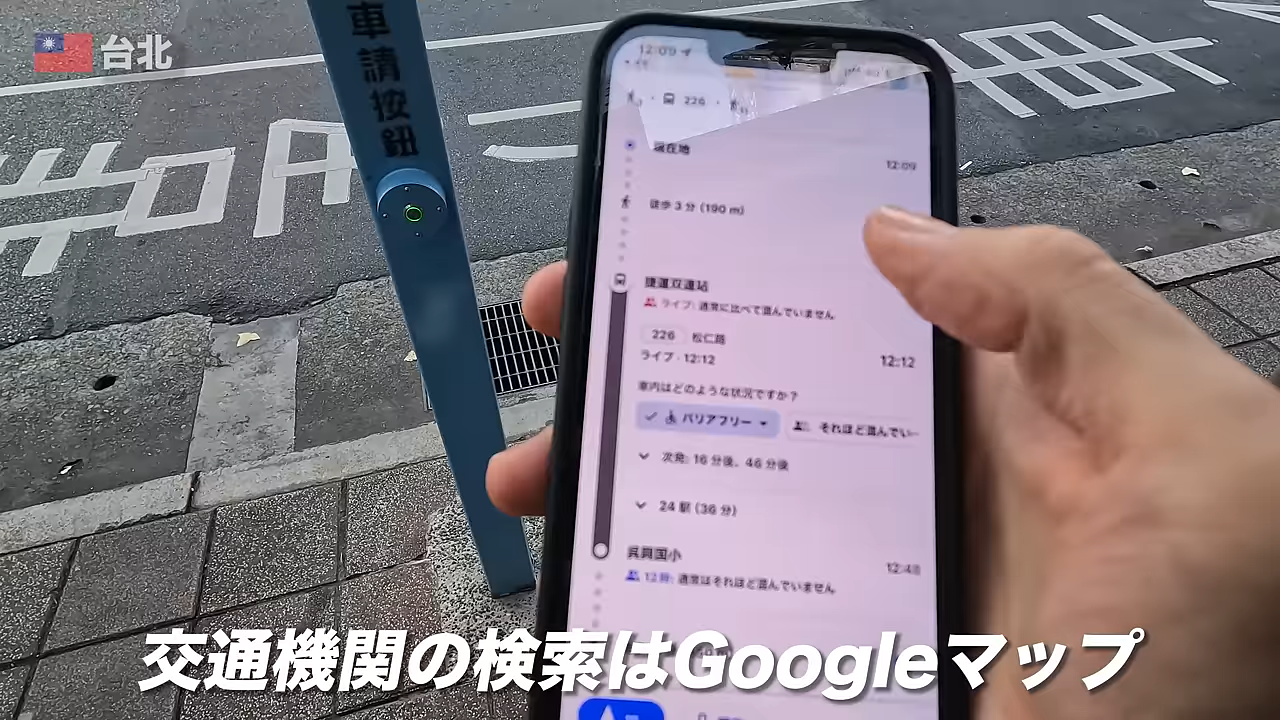 台北
車請按鈕
12:09
226
現在地
12:09
徒歩 3 分 (190 m)
捷運双連站
ライブ: 通常に比べて混んでいません
226 松仁路
ライブ · 12:12
12:12
車内はどのような状況ですか?
バリアフリー
それほど混んでい…
次発: 16 分後、46 分後
24 駅 (36 分)
呉興国小
12:48
12時: 通常はそれほど混んでいません
交通機関の検索はGoogleマップ